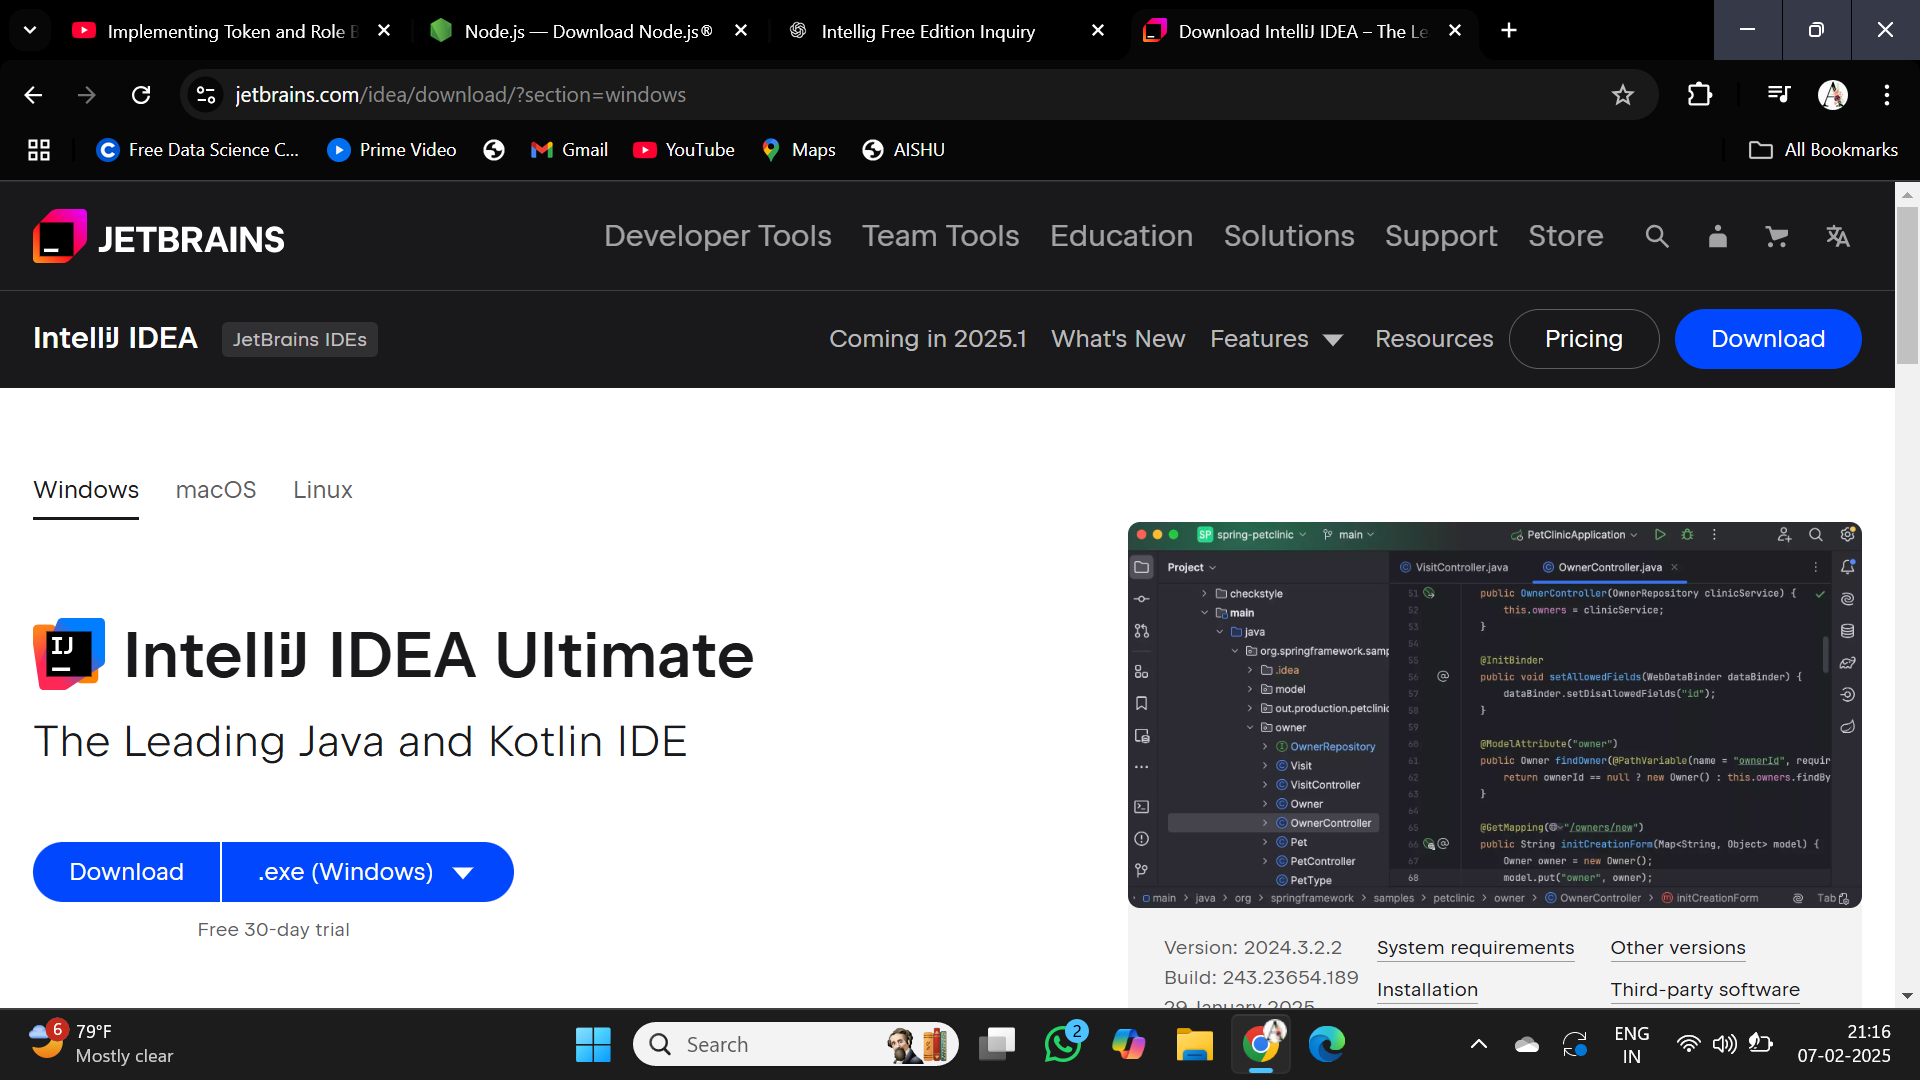 Implementing Token and Role B
Node.js — Download Node.js®
Intellig Free Edition Inquiry
Download IntelliJ IDEA – The Le
jetbrains.com/idea/download/?section=windows
Free Data Science C...
Prime Video
Gmail
YouTube
Maps
AISHU
All Bookmarks
JETBRAINS
Developer Tools
Team Tools
Education
Solutions
Support
Store
IntelliJ IDEA
JetBrains IDEs
Coming in 2025.1
What's New
Features
Resources
Pricing
Download
Windows
macOS
Linux
IJ
IntelliJ IDEA Ultimate
The Leading Java and Kotlin IDE
Download
.exe (Windows)
Free 30-day trial
SP spring-petclinic
main
PetClinicApplication
Project
VisitController.java
OwnerController.java
checkstyle
main
java
org.springframework.samp
.idea
model
out.production.petclinic
owner
OwnerRepository
Visit
VisitController
Owner
OwnerController
Pet
PetController
PetType
51 public OwnerController(OwnerRepository clinicService) {
52 this.owners = clinicService;
53 }
54
55 @InitBinder
56 @ public void setAllowedFields(WebDataBinder dataBinder) {
57 dataBinder.setDisallowedFields("id");
58 }
59
60 @ModelAttribute("owner")
61 public Owner findOwner(@PathVariable(name = "ownerId", requir
62 return ownerId == null ? new Owner() : this.owners.findBy
63 }
64
65 @GetMapping("/owners/new")
66 @ public String initCreationForm(Map<String, Object> model) {
67 Owner owner = new Owner();
68 model.put("owner", owner);
main > java > org > springframework > samples > petclinic > owner > OwnerController > initCreationForm
Tab
Version: 2024.3.2.2
Build: 243.23654.189
29 January 2025
System requirements
Installation
Other versions
Third-party software
6
79°F
Mostly clear
Search
2
ENG
IN
21:16
07-02-2025